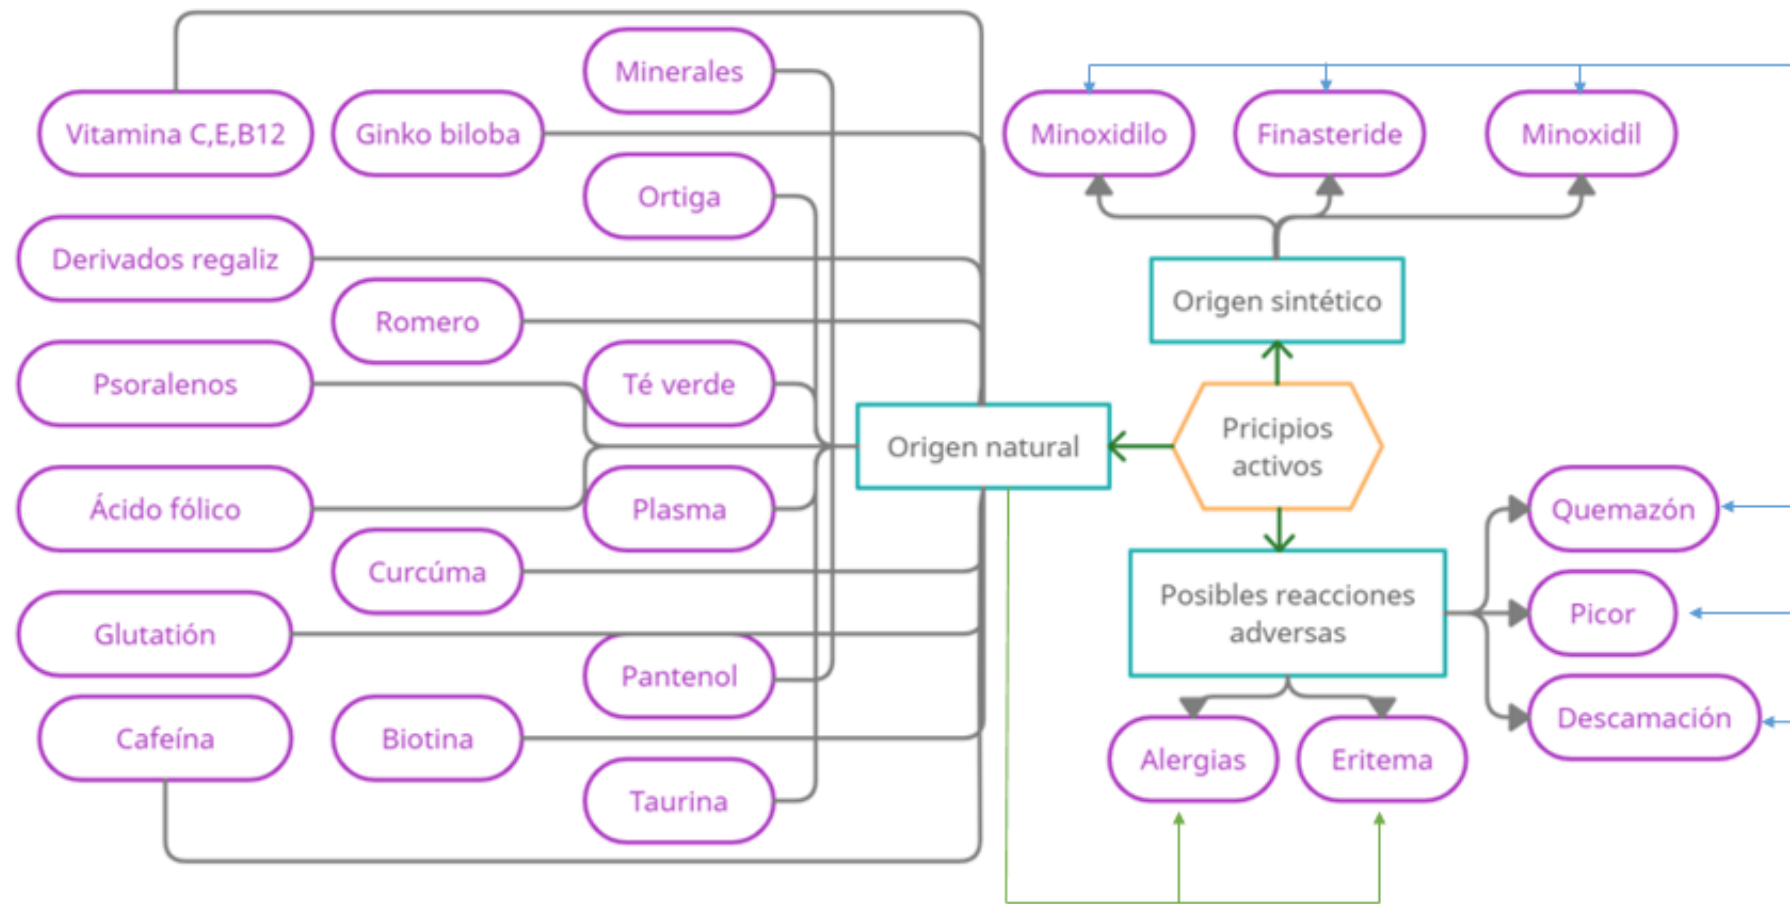 Minerales
Vitamina C,E,B12
Ginko biloba
Ortiga
Derivados regaliz
Romero
Psoralenos
Té verde
Ácido fólico
Plasma
Curcúma
Glutatión
Pantenol
Cafeína
Biotina
Taurina
Origen natural
Minoxidilo
Finasteride
Minoxidil
Origen sintético
Pricipios
activos
Posibles reacciones
adversas
Quemazón
Picor
Descamación
Alergias
Eritema